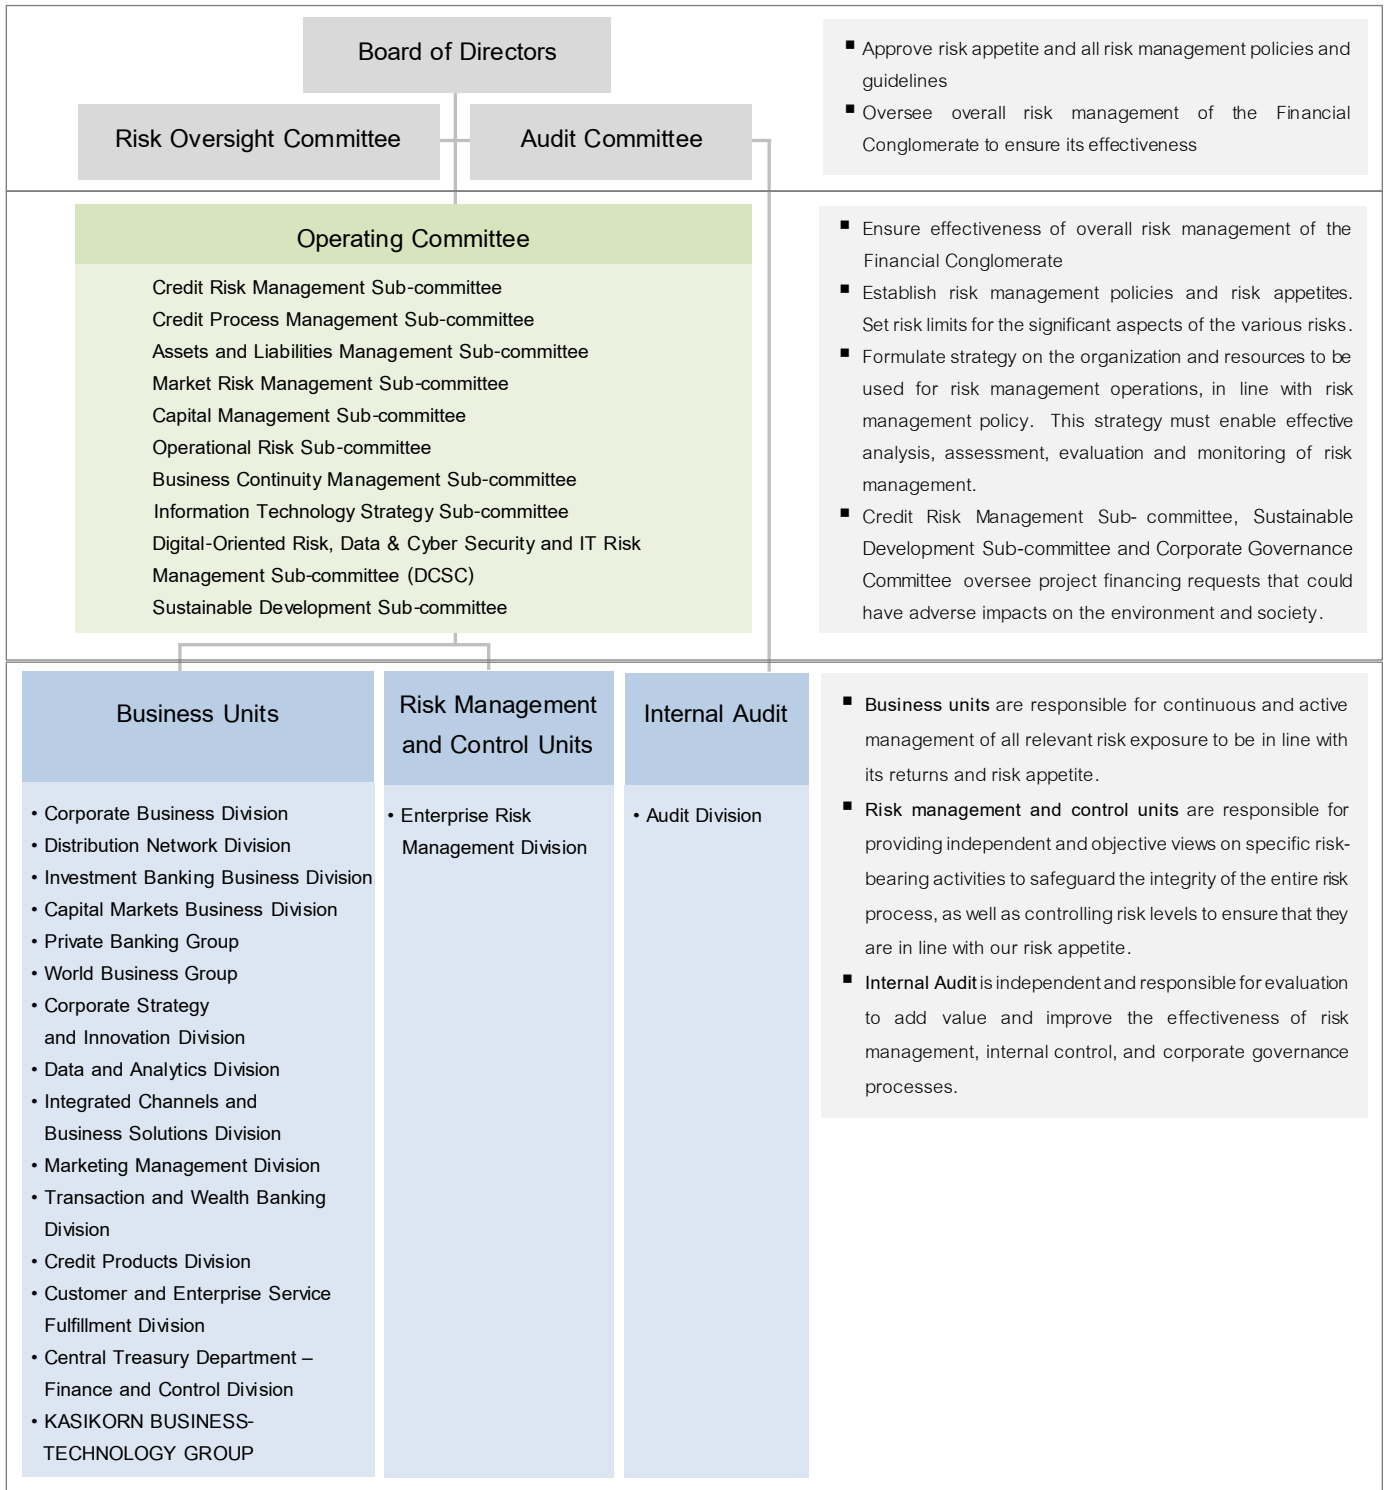 Board of Directors
Risk Oversight Committee
Audit Committee
▪ Approve risk appetite and all risk management policies and
guidelines
▪ Oversee overall risk management of the Financial
Conglomerate to ensure its effectiveness
Operating Committee
Credit Risk Management Sub-committee
Credit Process Management Sub-committee
Assets and Liabilities Management Sub-committee
Market Risk Management Sub-committee
Capital Management Sub-committee
Operational Risk Sub-committee
Business Continuity Management Sub-committee
Information Technology Strategy Sub-committee
Digital-Oriented Risk, Data & Cyber Security and IT Risk
Management Sub-committee (DCSC)
Sustainable Development Sub-committee
▪ Ensure effectiveness of overall risk management of the
Financial Conglomerate
▪ Establish risk management policies and risk appetites.
Set risk limits for the significant aspects of the various risks.
▪ Formulate strategy on the organization and resources to be
used for risk management operations, in line with risk
management policy. This strategy must enable effective
analysis, assessment, evaluation and monitoring of risk
management.
▪ Credit Risk Management Sub- committee, Sustainable
Development Sub-committee and Corporate Governance
Committee oversee project financing requests that could
have adverse impacts on the environment and society.
Business Units
• Corporate Business Division
• Distribution Network Division
• Investment Banking Business Division
• Capital Markets Business Division
• Private Banking Group
• World Business Group
• Corporate Strategy
and Innovation Division
• Data and Analytics Division
• Integrated Channels and
Business Solutions Division
• Marketing Management Division
• Transaction and Wealth Banking
Division
• Credit Products Division
• Customer and Enterprise Service
Fulfillment Division
• Central Treasury Department –
Finance and Control Division
• KASIKORN BUSINESS-
TECHNOLOGY GROUP
Risk Management
and Control Units
• Enterprise Risk
Management Division
Internal Audit
• Audit Division
▪ Business units are responsible for continuous and active
management of all relevant risk exposure to be in line with
its returns and risk appetite.
▪ Risk management and control units are responsible for
providing independent and objective views on specific risk-
bearing activities to safeguard the integrity of the entire risk
process, as well as controlling risk levels to ensure that they
are in line with our risk appetite.
▪ Internal Audit is independent and responsible for evaluation
to add value and improve the effectiveness of risk
management, internal control, and corporate governance
processes.